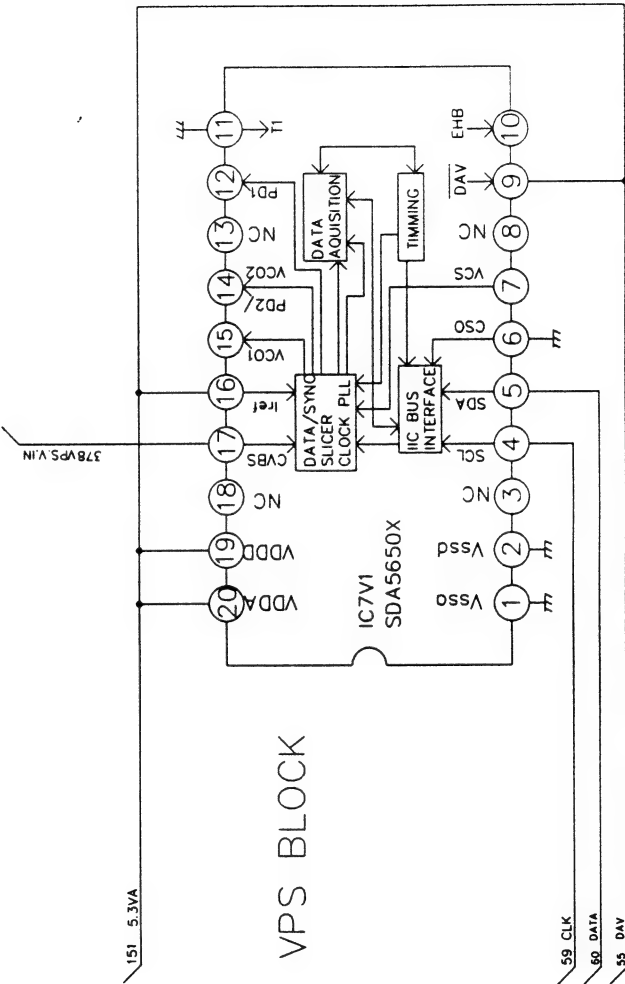 VPS BLOCK
151 5.3VA
378VPS.V.IN
59 CLK
60 DATA
55 DAV
20
19
18
17
16
15
14
13
12
11
VDDA
VDDD
NC
CVBS
Iref
VCO1
PD2/
VCO2
NC
PD1
T1
DATA/SYNC
SLICER
CLOCK PLL
DATA
AQUISITION
IIC BUS
INTERFACE
TIMMING
IC7V1
SDA5650X
Vssa
Vssd
NC
SCL
SDA
CSO
VCS
NC
DAV
EHB
1
2
3
4
5
6
7
8
9
10